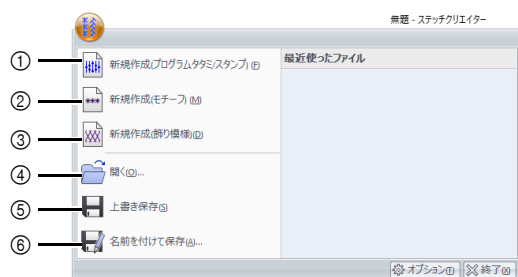 無題 - ステッチクリエイター
最近使ったファイル
① 新規作成(プログラムタタミ/スタンプ) (F)
② 新規作成(モチーフ) (M)
③ 新規作成(飾り模様)(D)
④ 開く(O)...
⑤ 上書き保存(S)
⑥ 名前を付けて保存(A)...
オプション(I) 終了(X)